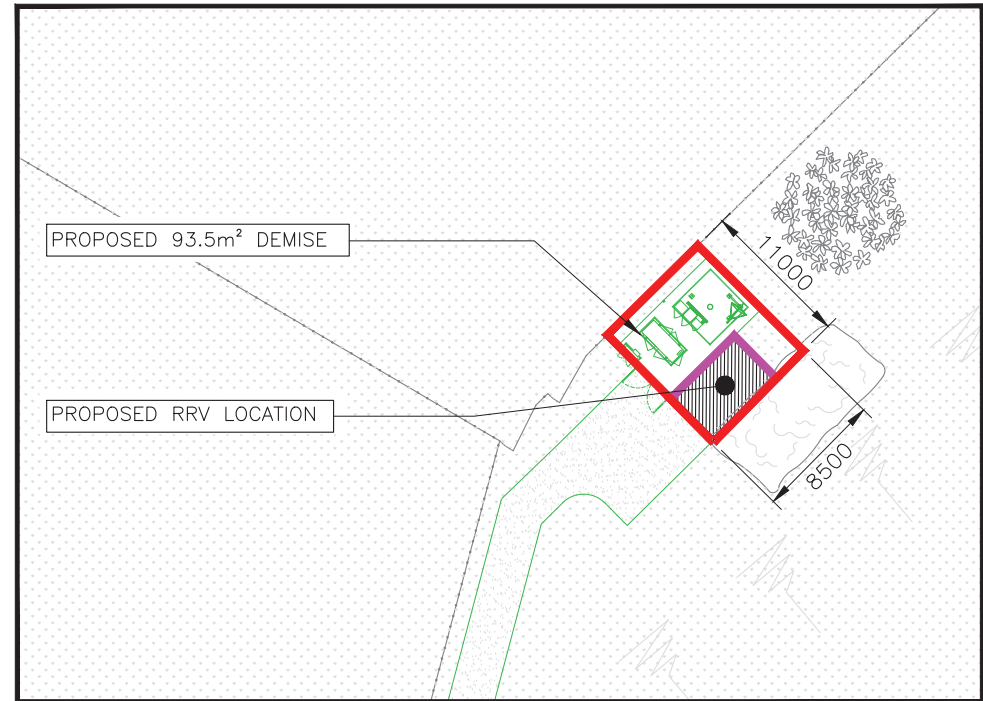 PROPOSED 93.5m² DEMISE
11000
PROPOSED RRV LOCATION
8500